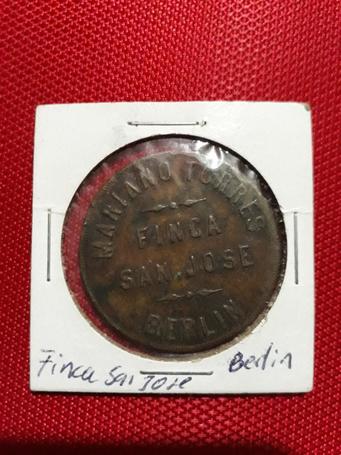 MARIANO TORRES
FINCA
SAN JOSE
BERLIN
Finca San Jose Berlin